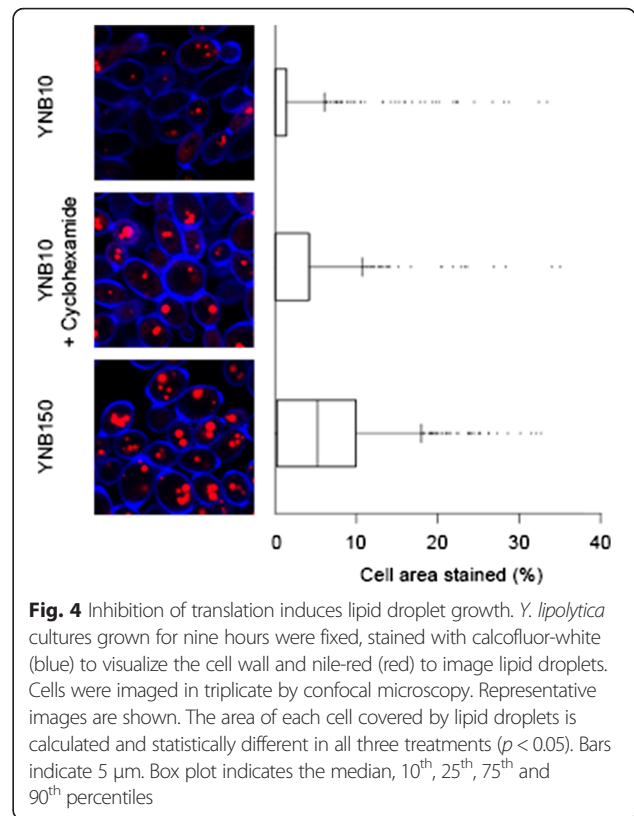 YNB10
YNB10
+ Cyclohexamide
YNB150
0 10 20 30 40
Cell area stained (%)
Fig. 4 Inhibition of translation induces lipid droplet growth. Y. lipolytica
cultures grown for nine hours were fixed, stained with calcofluor-white
(blue) to visualize the cell wall and nile-red (red) to image lipid droplets.
Cells were imaged in triplicate by confocal microscopy. Representative
images are shown. The area of each cell covered by lipid droplets is
calculated and statistically different in all three treatments (p < 0.05). Bars
indicate 5 μm. Box plot indicates the median, 10th, 25th, 75th and
90th percentiles